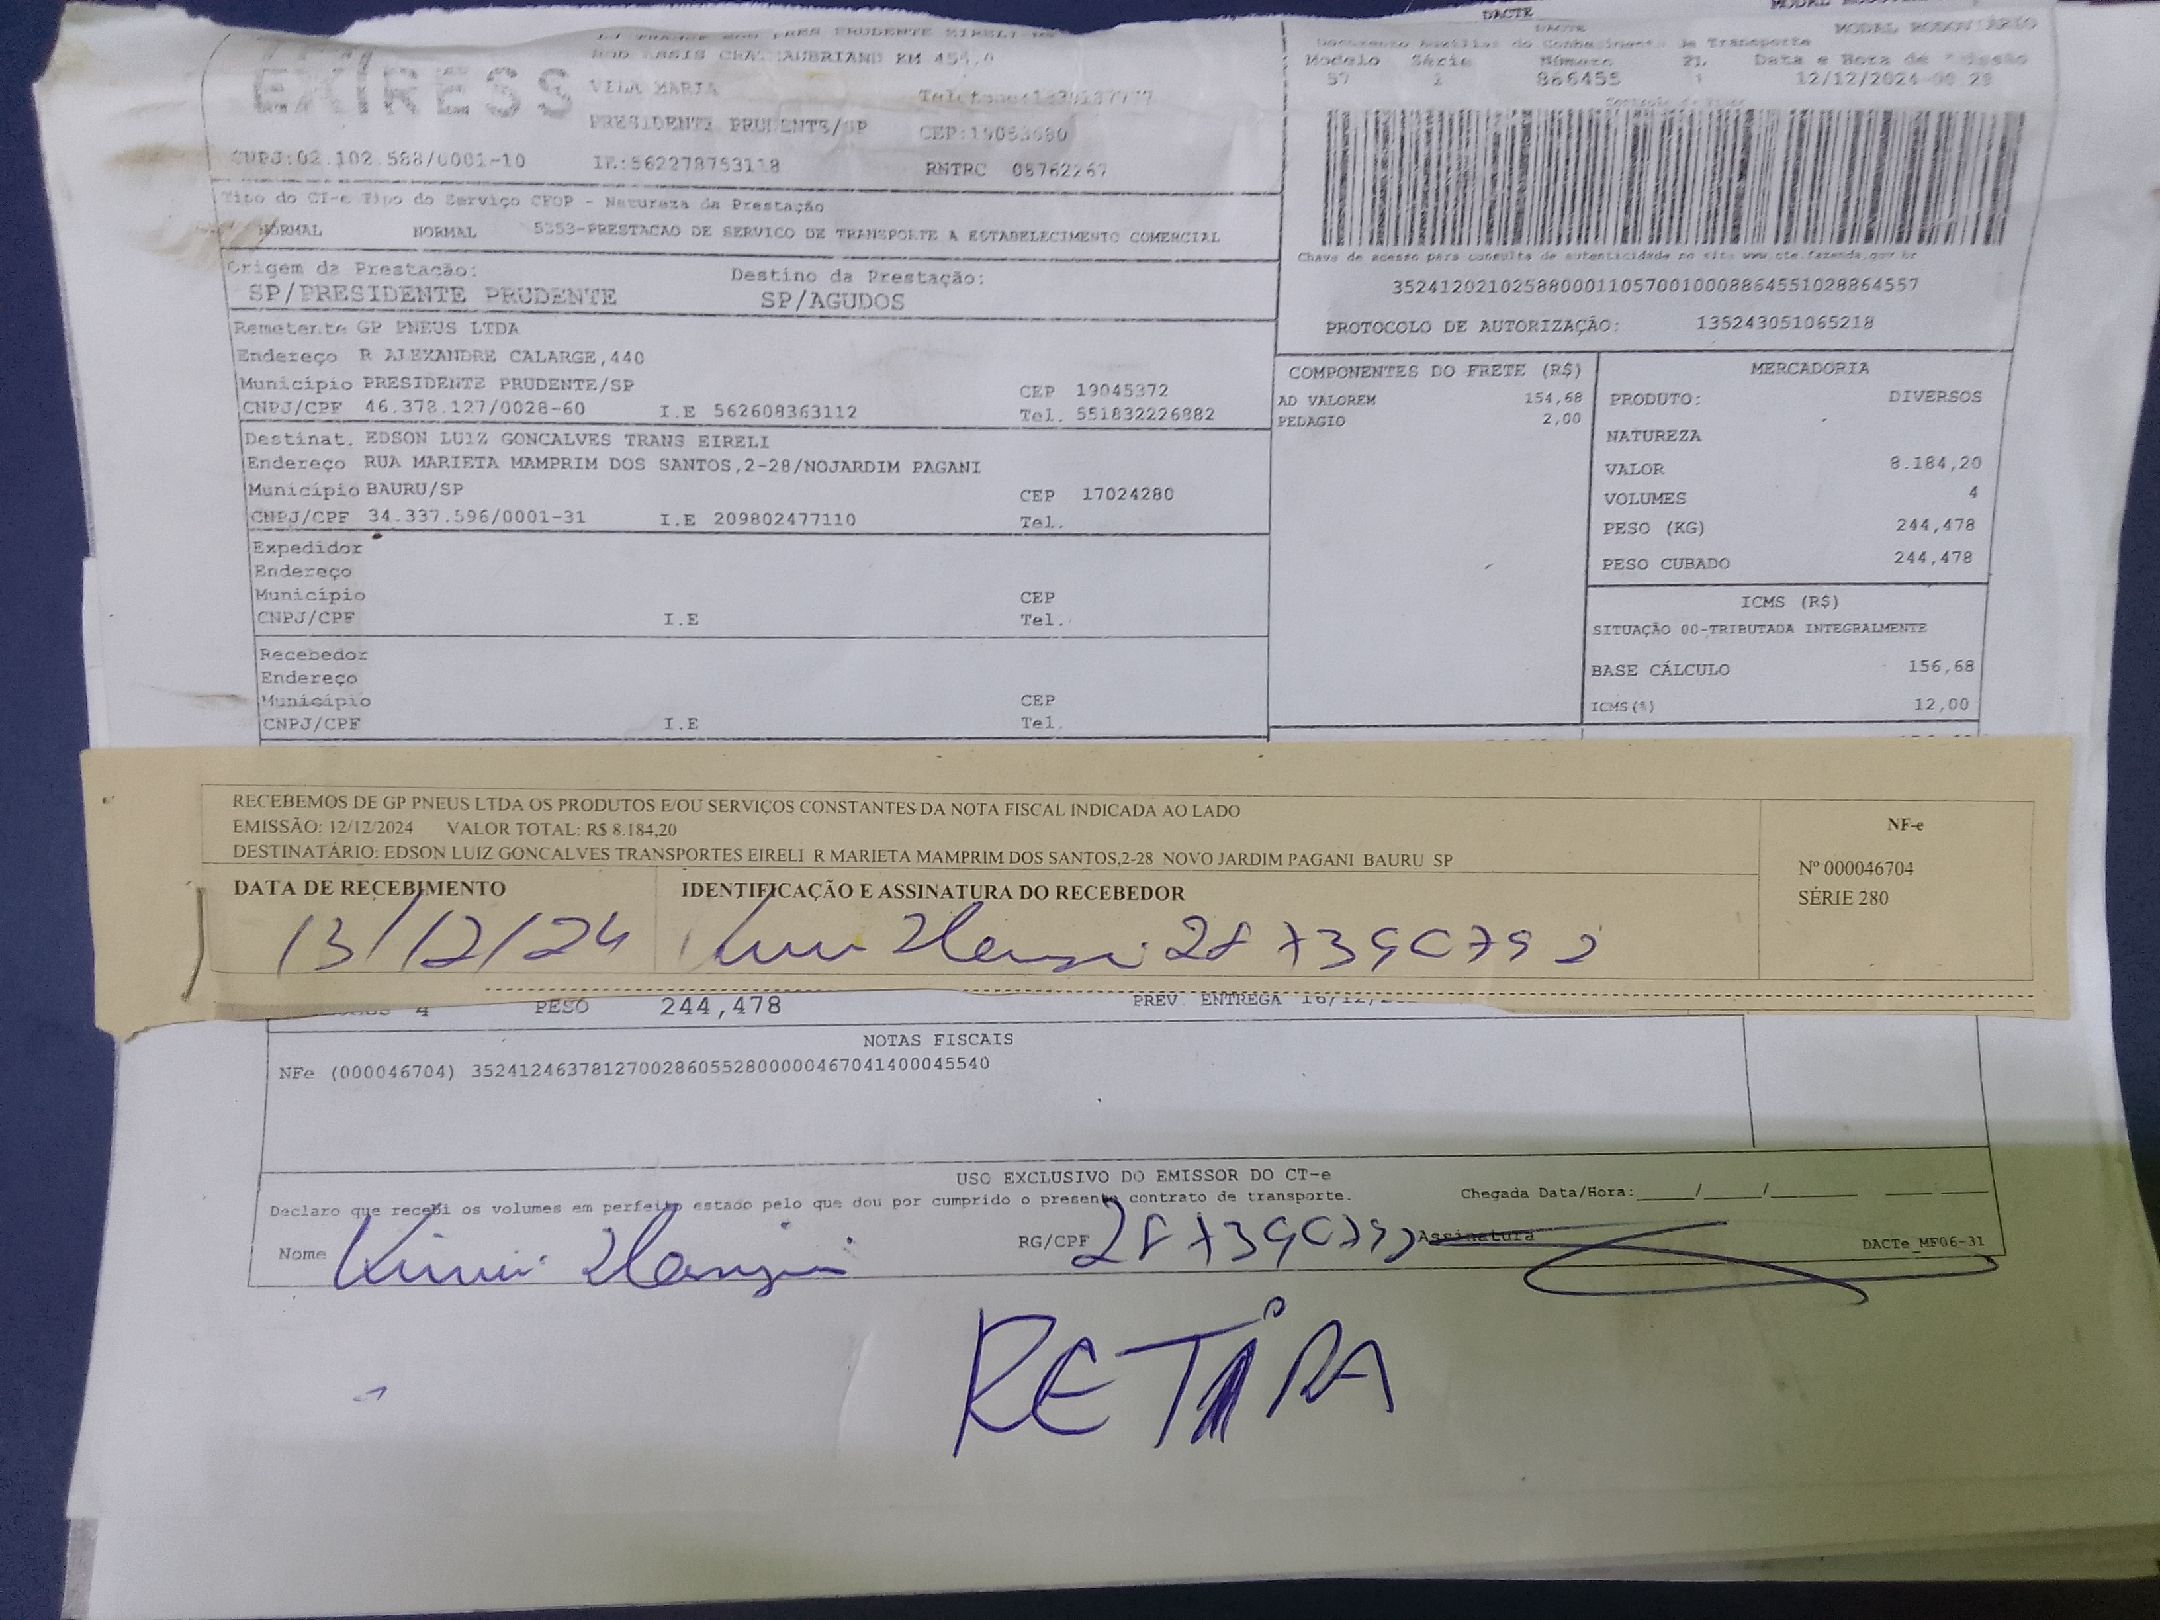 DACTE
DACTE
MODAL RODOVIÁRIO
Documento Auxiliar do Conhecimento de Transporte
Modelo Série Número FL Data e Hora de
57 1 886455 1 12/12/2024
EXPRESS
PRES PRUDENTE EIRELI
ROD ASSIS CHATEAUBRIAND KM 454,0
VILA MARIA
PRESIDENTE PRUDENTE/SP CEP:19053680
CNPJ:02.102.588/0001-10 IE:562278753118 RNTRC 08762267
Tipo do CT-e Tipo do Serviço CFOP - Natureza da Prestação
NORMAL NORMAL 5353-PRESTACAO DE SERVICO DE TRANSPORTE A ESTABELECIMENTO COMERCIAL
Origem da Prestação: Destino da Prestação:
SP/PRESIDENTE PRUDENTE SP/AGUDOS
Chave de acesso para consulta de autenticidade no site www.cte.fazenda.gov.br
35241202102588000110570010008864551028864557
PROTOCOLO DE AUTORIZAÇÃO: 135243051065218
Remetente GP PNEUS LTDA
Endereço R ALEXANDRE CALARGE,440
Município PRESIDENTE PRUDENTE/SP CEP 19045372
CNPJ/CPF 46.378.127/0028-60 I.E 562608363112 Tel. 551832226882
Destinat. EDSON LUIZ GONCALVES TRANS EIRELI
Endereço RUA MARIETA MAMPRIM DOS SANTOS,2-28/NOJARDIM PAGANI
Município BAURU/SP CEP 17024280
CNPJ/CPF 34.337.596/0001-31 I.E 209802477110 Tel.
Expedidor
Endereço
Município CEP
CNPJ/CPF I.E Tel.
Recebedor
Endereço
Município CEP
CNPJ/CPF I.E Tel.
COMPONENTES DO FRETE (R$)
AD VALOREM 154,68
PEDAGIO 2,00
MERCADORIA
PRODUTO: DIVERSOS
NATUREZA
VALOR 8.184,20
VOLUMES 4
PESO (KG) 244,478
PESO CUBADO 244,478
ICMS (R$)
SITUAÇÃO 00-TRIBUTADA INTEGRALMENTE
BASE CÁLCULO 156,68
ICMS(%) 12,00
RECEBEMOS DE GP PNEUS LTDA OS PRODUTOS E/OU SERVIÇOS CONSTANTES DA NOTA FISCAL INDICADA AO LADO
EMISSÃO: 12/12/2024 VALOR TOTAL: R$ 8.184,20
DESTINATÁRIO: EDSON LUIZ GONCALVES TRANSPORTES EIRELI R MARIETA MAMPRIM DOS SANTOS,2-28 NOVO JARDIM PAGANI BAURU SP
DATA DE RECEBIMENTO IDENTIFICAÇÃO E ASSINATURA DO RECEBEDOR
13/12/24
NF-e
Nº 000046704
SÉRIE 280
4 PESO 244,478 PREV. ENTREGA 16/12/
NOTAS FISCAIS
NFe (000046704) 35241246378127002860552800000467041400045540
USO EXCLUSIVO DO EMISSOR DO CT-e
Declaro que recebi os volumes em perfeito estado pelo que dou por cumprido o presente contrato de transporte. Chegada Data/Hora:_____/_____/_______
Nome RG/CPF Assinatura DACTe_MF06-31
RETIRA